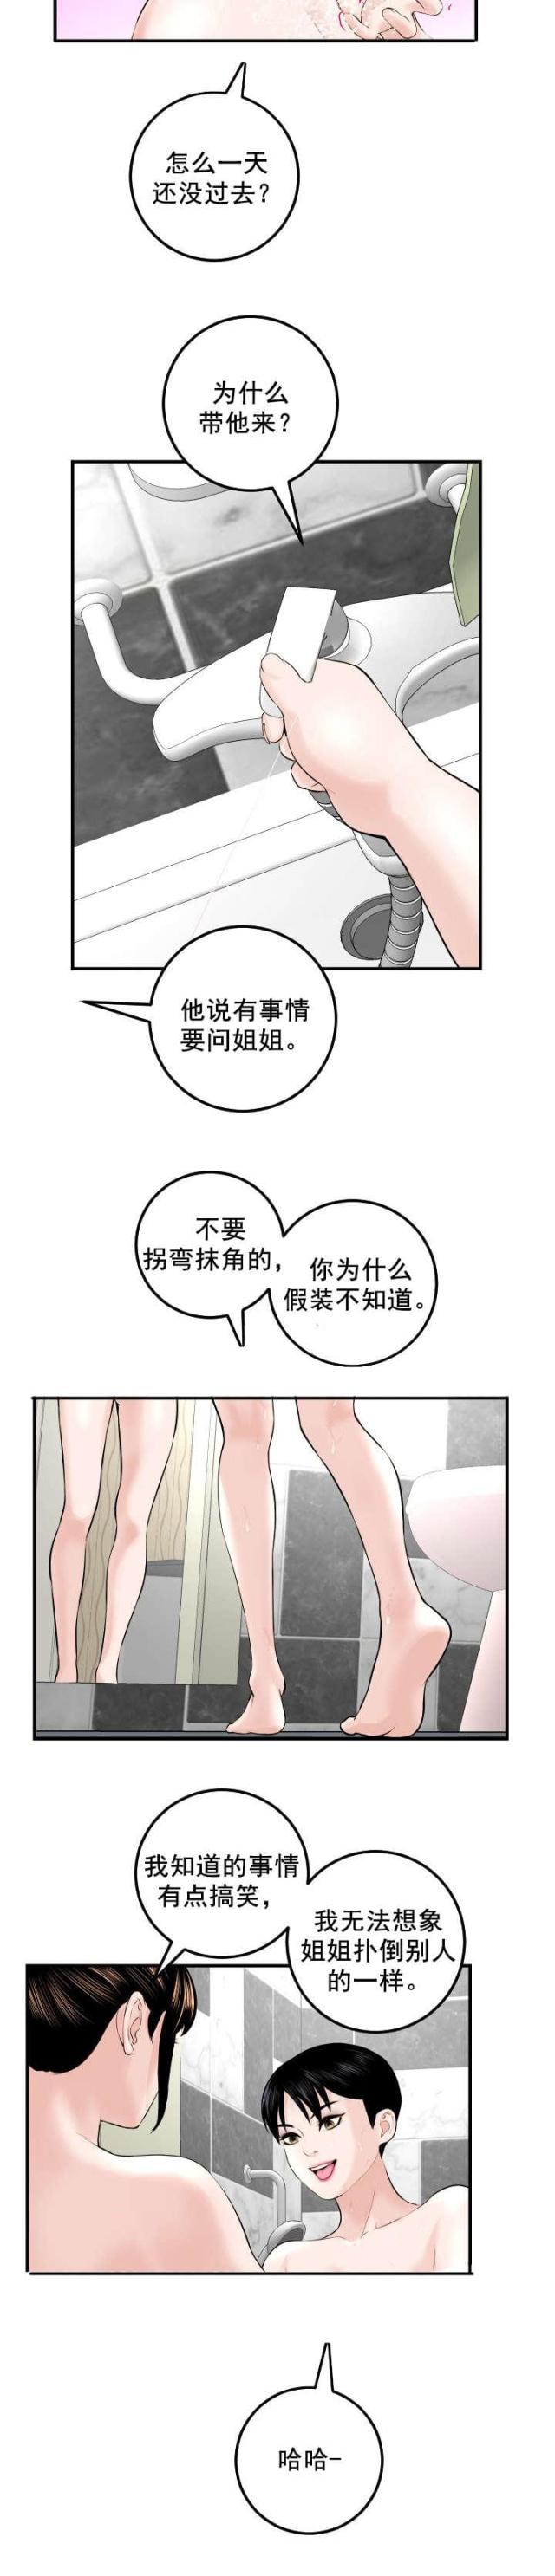 怎么一天
还没过去?
为什么
带他来?
他说有事情
要问姐姐。
不要
拐弯抹角的,
你为什么
假装不知道。
我知道的事情
有点搞笑,
我无法想象
姐姐扑倒别人
的一样。
哈哈-